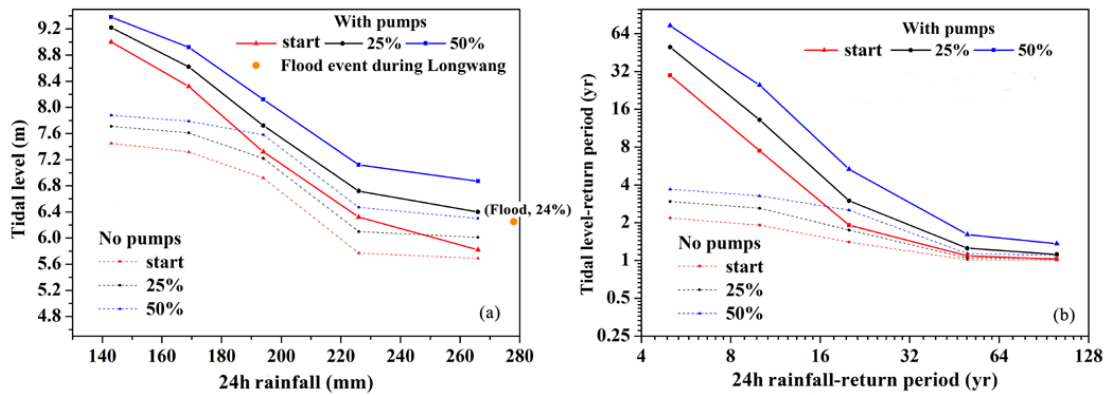 With pumps
start 25% 50%
Flood event during Longwang
(Flood, 24%)
No pumps
start
25%
50%
(a)
Tidal level (m)
9.2
8.8
8.4
8.0
7.6
7.2
6.8
6.4
6.0
5.6
5.2
4.8
140 160 180 200 220 240 260 280
24h rainfall (mm)
With pumps
start 25% 50%
No pumps
start
25%
50%
(b)
Tidal level-return period (yr)
64
32
16
8
4
2
1
0.5
0.25
4 8 16 32 64 128
24h rainfall-return period (yr)